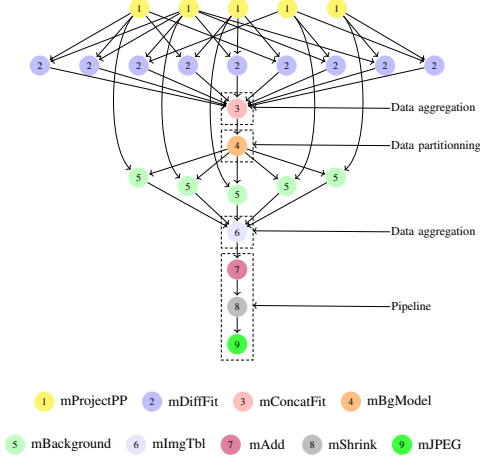 1 1 1 1 1
2 2 2 2 2 2 2 2 2
3 Data aggregation
4 Data partitionning
5 5 5 5 5
6 Data aggregation
7
8 Pipeline
9
1 mProjectPP 2 mDiffFit 3 mConcatFit 4 mBgModel
5 mBackground 6 mImgTbl 7 mAdd 8 mShrink 9 mJPEG